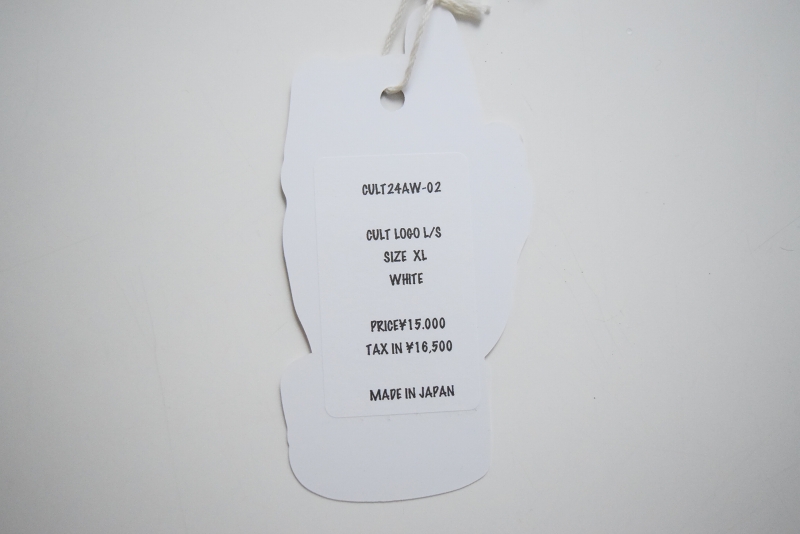 CULT24AW-02
CULT LOGO L/S
SIZE XL
WHITE
PRICE¥15.000
TAX IN ¥16,500
MADE IN JAPAN